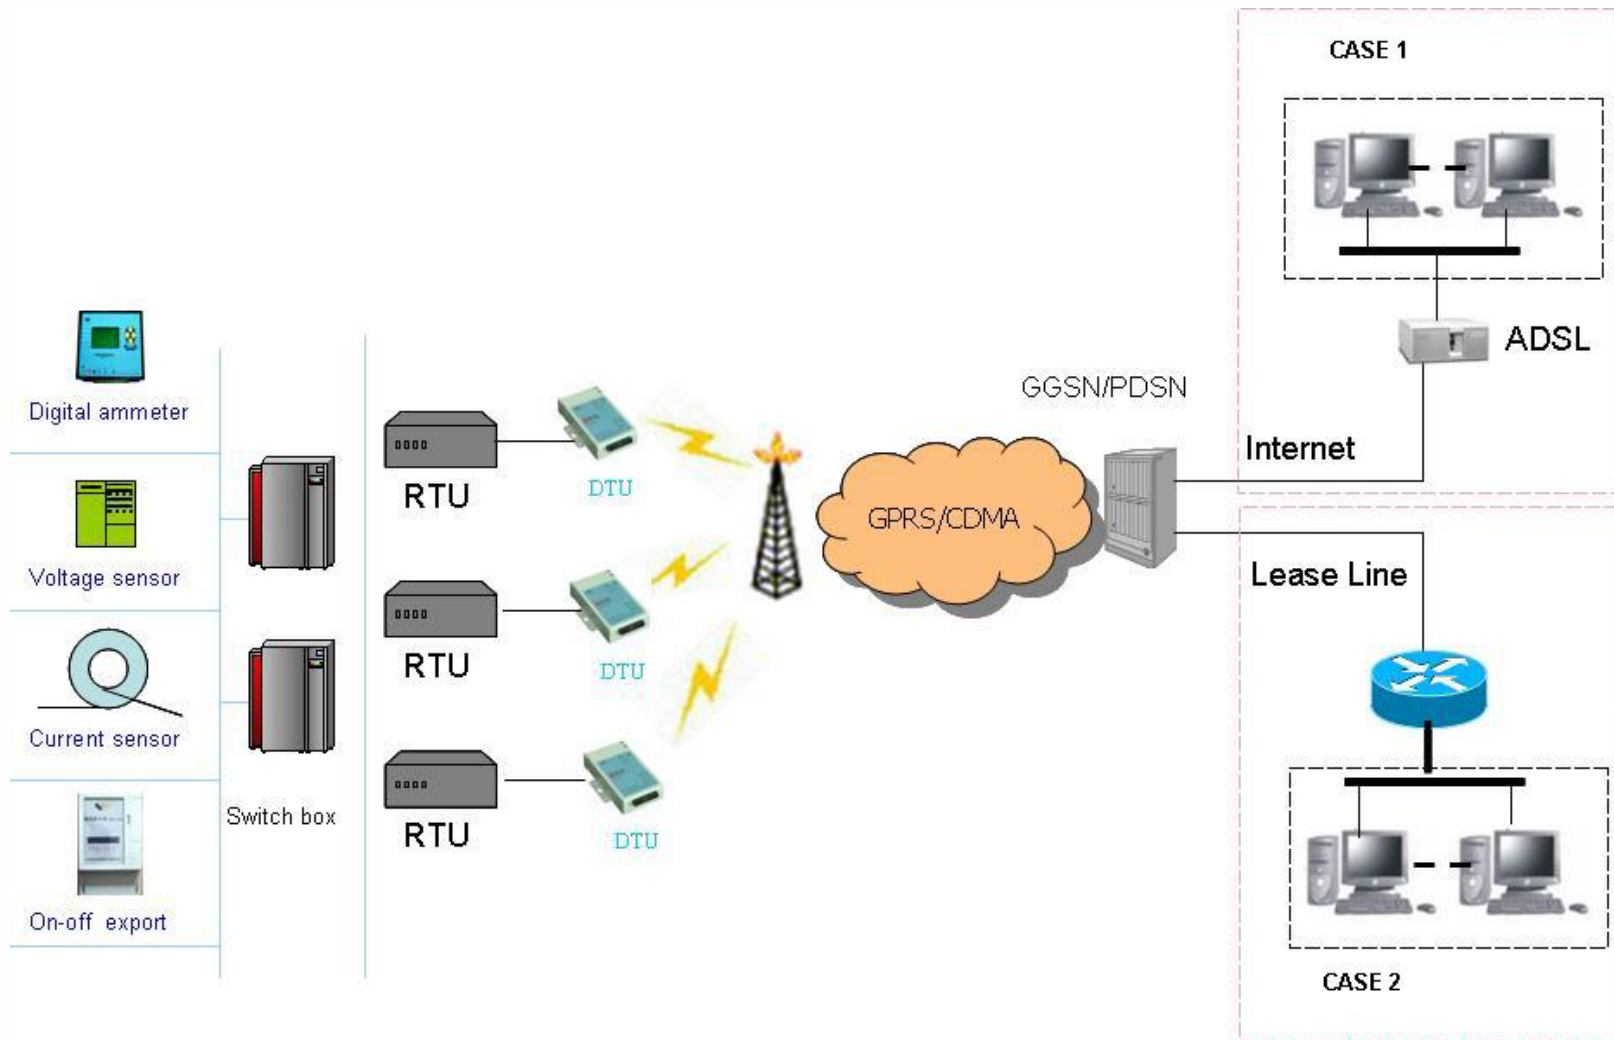 CASE 1
ADSL
GGSN/PDSN
Internet
Digital ammeter
RTU
DTU
GPRS/CDMA
Voltage sensor
Lease Line
RTU
DTU
Current sensor
Switch box
RTU
DTU
On-off export
CASE 2